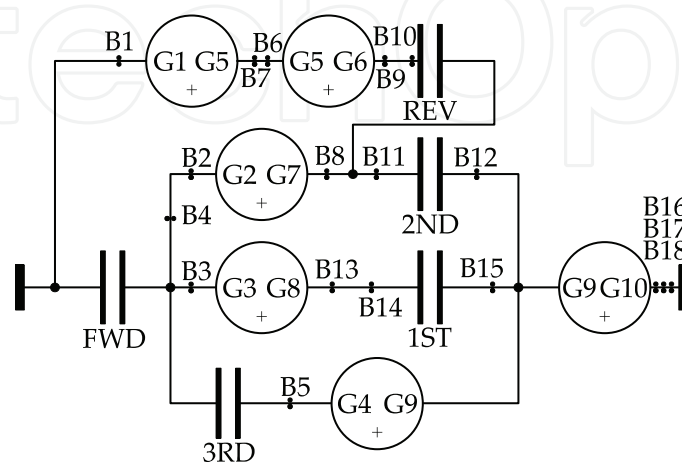 B1
G1 G5
+
B6
B7
G5 G6
+
B10
B9
REV
B2
G2 G7
+
B8
B11
2ND
B12
B4
B3
G3 G8
+
B13
B14
1ST
B15
FWD
G9 G10
+
B16
B17
B18
3RD
B5
G4 G9
+